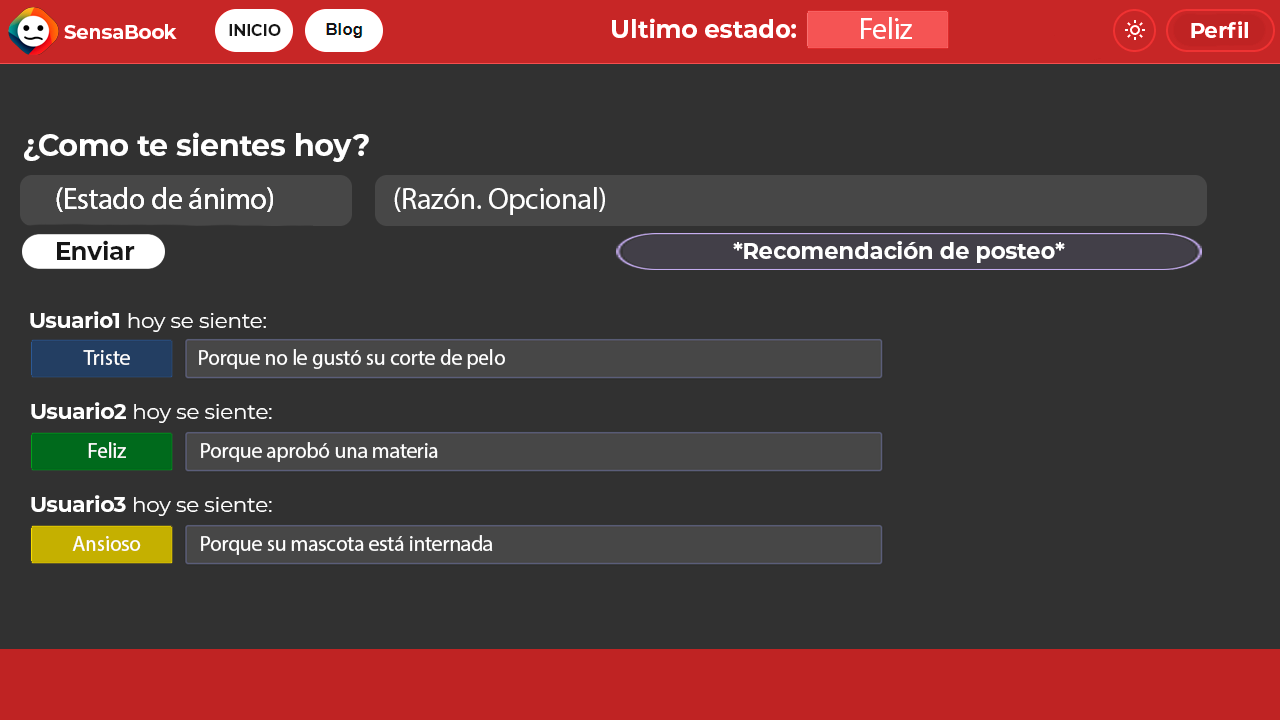 SensaBook INICIO Blog Ultimo estado: Feliz Perfil
¿Como te sientes hoy?
(Estado de ánimo) (Razón. Opcional)
Enviar *Recomendación de posteo*
Usuario1 hoy se siente:
Triste Porque no le gustó su corte de pelo
Usuario2 hoy se siente:
Feliz Porque aprobó una materia
Usuario3 hoy se siente:
Ansioso Porque su mascota está internada